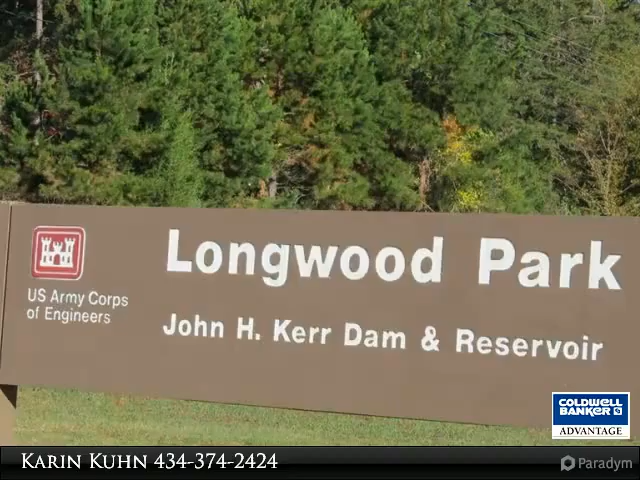 Longwood Park
US Army Corps
of Engineers
John H. Kerr Dam & Reservoir
COLDWELL
BANKER
ADVANTAGE
KARIN KUHN 434-374-2424
Paradym